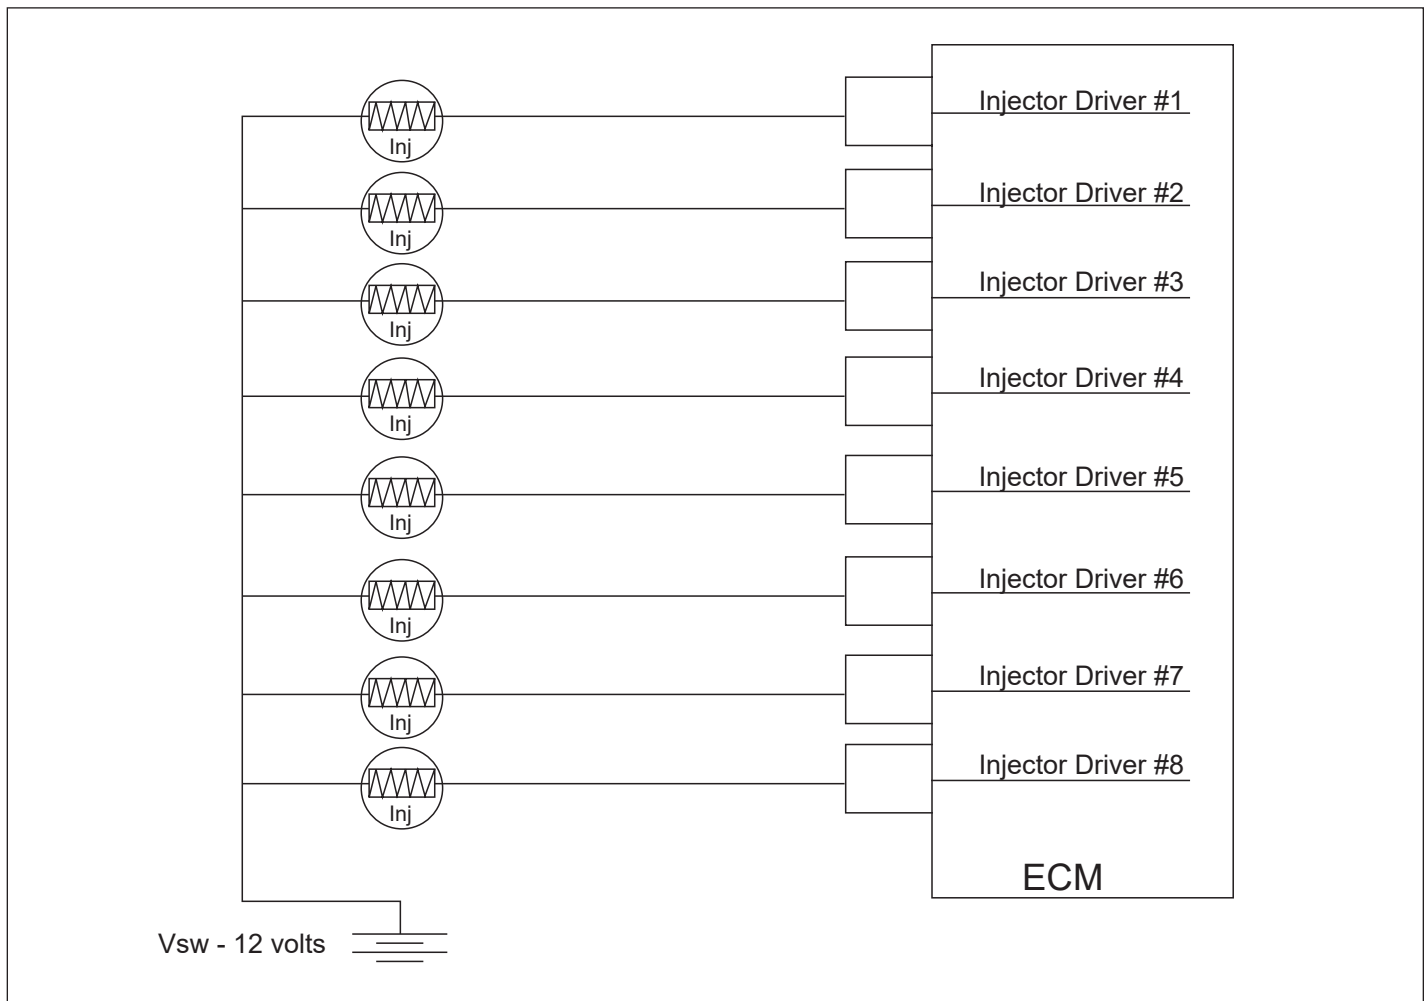 Injector Driver #1
Inj
Injector Driver #2
Inj
Injector Driver #3
Inj
Injector Driver #4
Inj
Injector Driver #5
Inj
Injector Driver #6
Inj
Injector Driver #7
Inj
Injector Driver #8
Inj
ECM
Vsw - 12 volts